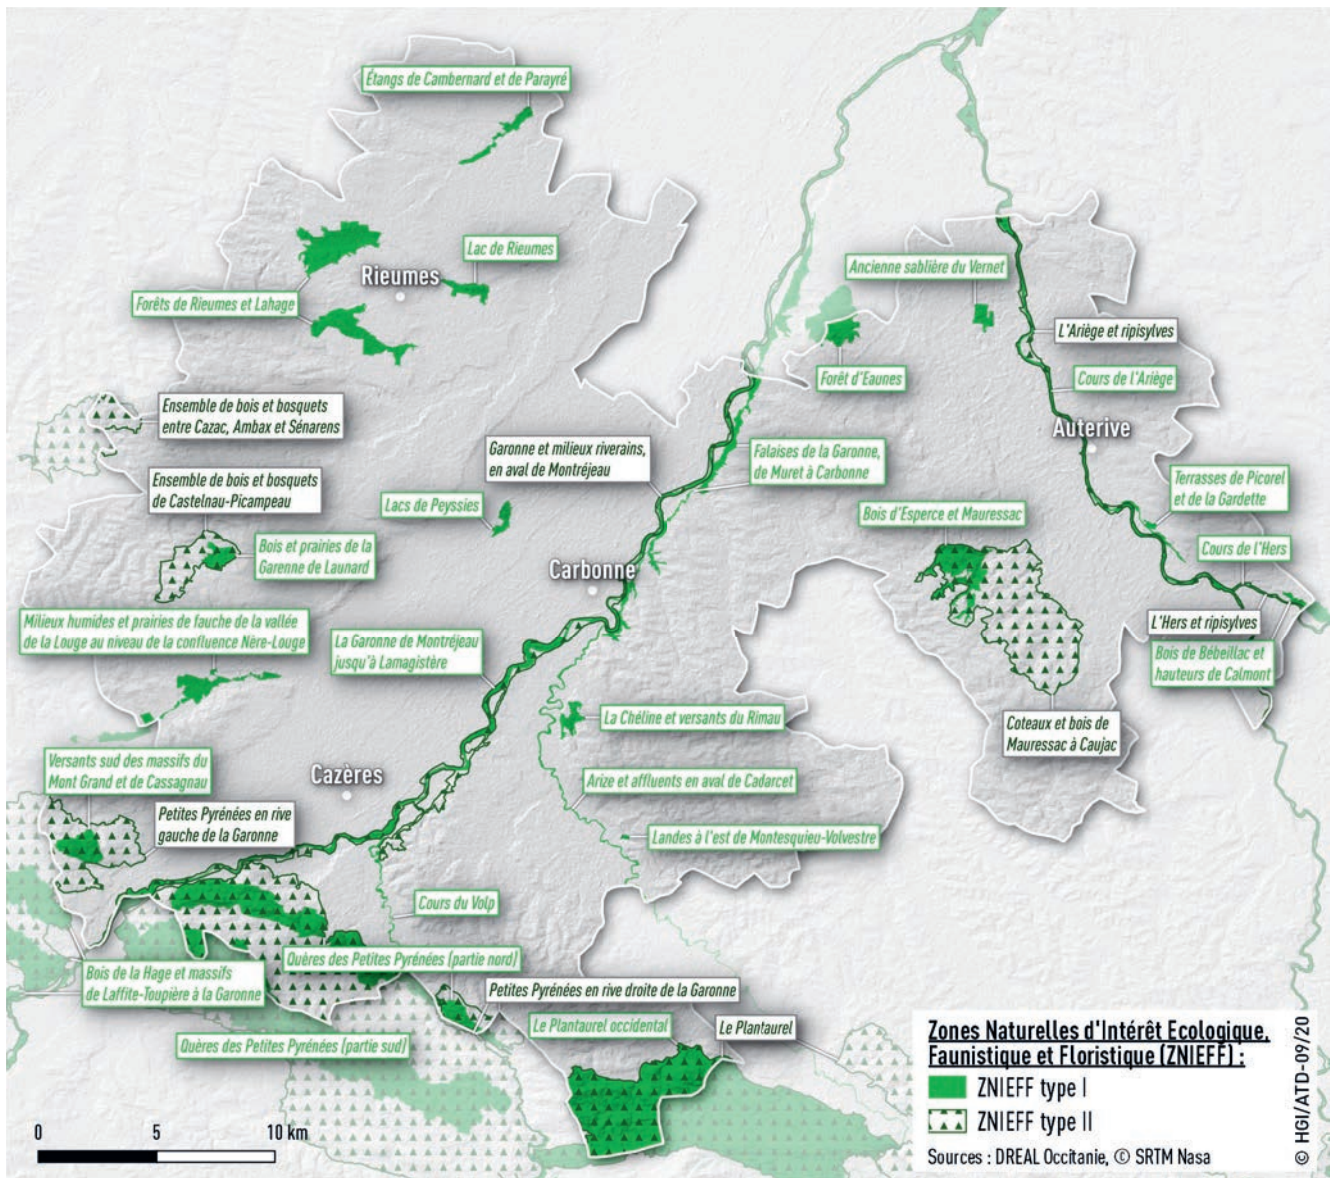 Étangs de Cambernard et de Parayré
Lac de Rieumes
Rieumes
Forêts de Rieumes et Lahage
Ancienne sablière du Vernet
L'Ariège et ripisylves
Forêt d'Eaunes
Cours de l'Ariège
Ensemble de bois et bosquets
entre Cazac, Ambax et Sénarens
Auterive
Garonne et milieux riverains,
en aval de Montréjeau
Falaises de la Garonne,
de Muret à Carbonne
Ensemble de bois et bosquets
de Castelnau-Picampeau
Terrasses de Picorel
et de la Gardette
Lacs de Peyssies
Bois d'Esperce et Mauressac
Bois et prairies de la
Garenne de Launard
Cours de l'Hers
Carbonne
Milieux humides et prairies de fauche de la vallée
de la Louge au niveau de la confluence Nère-Louge
L'Hers et ripisylves
La Garonne de Montréjeau
jusqu'à Lamagistère
Bois de Bébeillac et
hauteurs de Calmont
La Chéline et versants du Rimau
Coteaux et bois de
Mauressac à Caujac
Versants sud des massifs du
Mont Grand et de Cassagnau
Cazères
Arize et affluents en aval de Cadarcet
Petites Pyrénées en rive
gauche de la Garonne
Landes à l'est de Montesquieu-Volvestre
Cours du Volp
Quères des Petites Pyrénées (partie nord)
Bois de la Hage et massifs
de Laffite-Toupière à la Garonne
Petites Pyrénées en rive droite de la Garonne
Le Plantaurel occidental
Le Plantaurel
Quères des Petites Pyrénées (partie sud)
Zones Naturelles d'Intérêt Ecologique,
Faunistique et Floristique (ZNIEFF) :
ZNIEFF type I
ZNIEFF type II
Sources : DREAL Occitanie, © SRTM Nasa
© HGI/ATD-09/20
0 5 10 km